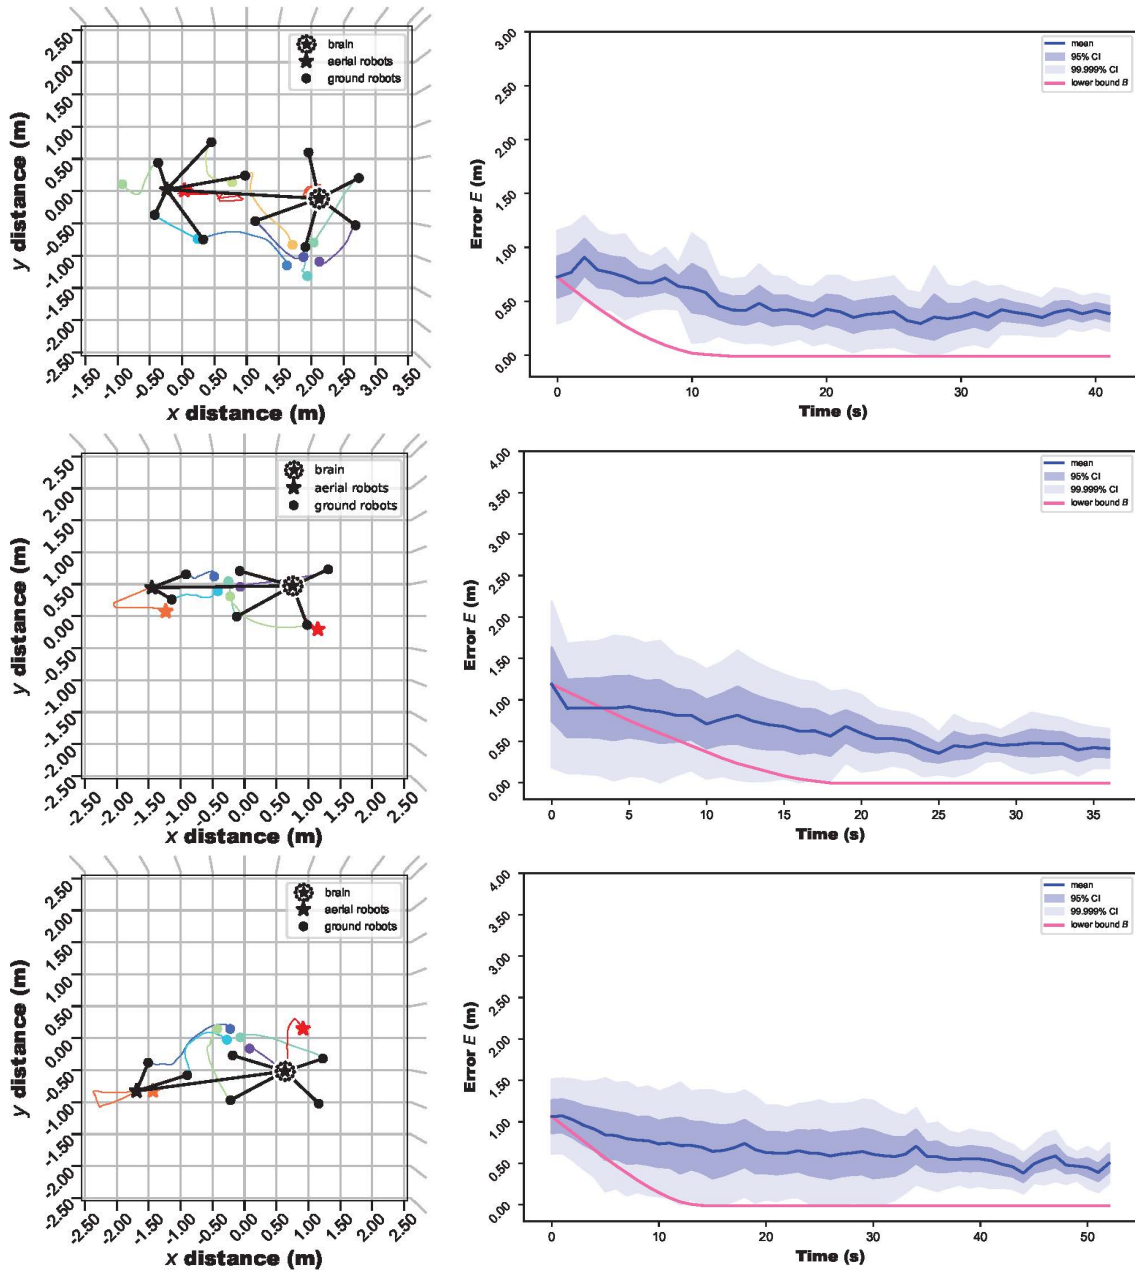 2.50
2.00
1.50
1.00
0.50
0.00
-0.50
-1.00
-1.50
-2.00
-2.50
y distance (m)
brain
aerial robots
ground robots
-1.50 -1.00 -0.50 0.00 0.50 1.00 1.50 2.00 2.50 3.00 3.50
x distance (m)
3.00
2.50
2.00
1.50
1.00
0.50
0.00
Error E (m)
mean
95% CI
99.999% CI
lower bound B
0 10 20 30 40
Time (s)
2.50
2.00
1.50
1.00
0.50
0.00
-0.50
-1.00
-1.50
-2.00
-2.50
y distance (m)
brain
aerial robots
ground robots
-2.50 -2.00 -1.50 -1.00 -0.50 0.00 0.50 1.00 1.50 2.00 2.50
x distance (m)
4.00
3.50
3.00
2.50
2.00
1.50
1.00
0.50
0.00
Error E (m)
mean
95% CI
99.999% CI
lower bound B
0 5 10 15 20 25 30 35
Time (s)
2.50
2.00
1.50
1.00
0.50
0.00
-0.50
-1.00
-1.50
-2.00
-2.50
y distance (m)
brain
aerial robots
ground robots
-2.50 -2.00 -1.50 -1.00 -0.50 0.00 0.50 1.00 1.50 2.00 2.50
x distance (m)
4.00
3.50
3.00
2.50
2.00
1.50
1.00
0.50
0.00
Error E (m)
mean
95% CI
99.999% CI
lower bound B
0 10 20 30 40 50
Time (s)